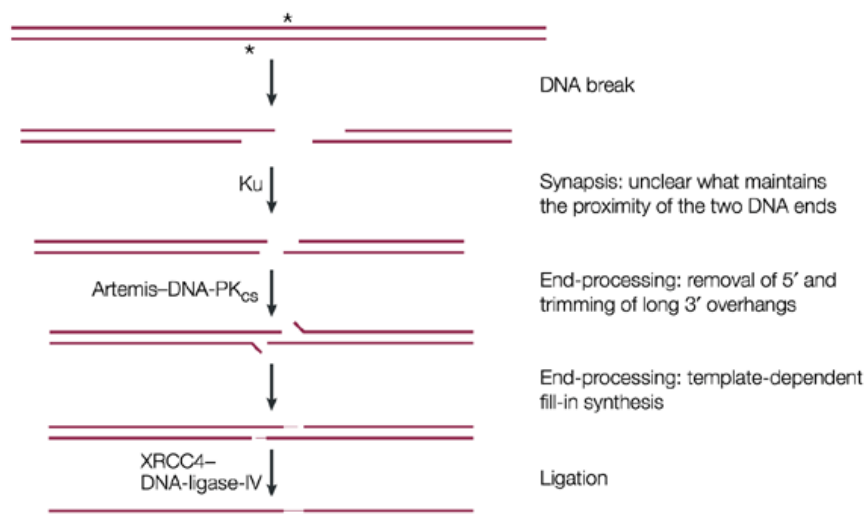 *
*
DNA break
Ku
Synapsis: unclear what maintains
the proximity of the two DNA ends
Artemis–DNA-PKcs
End-processing: removal of 5′ and
trimming of long 3′ overhangs
End-processing: template-dependent
fill-in synthesis
XRCC4–
DNA-ligase-IV
Ligation